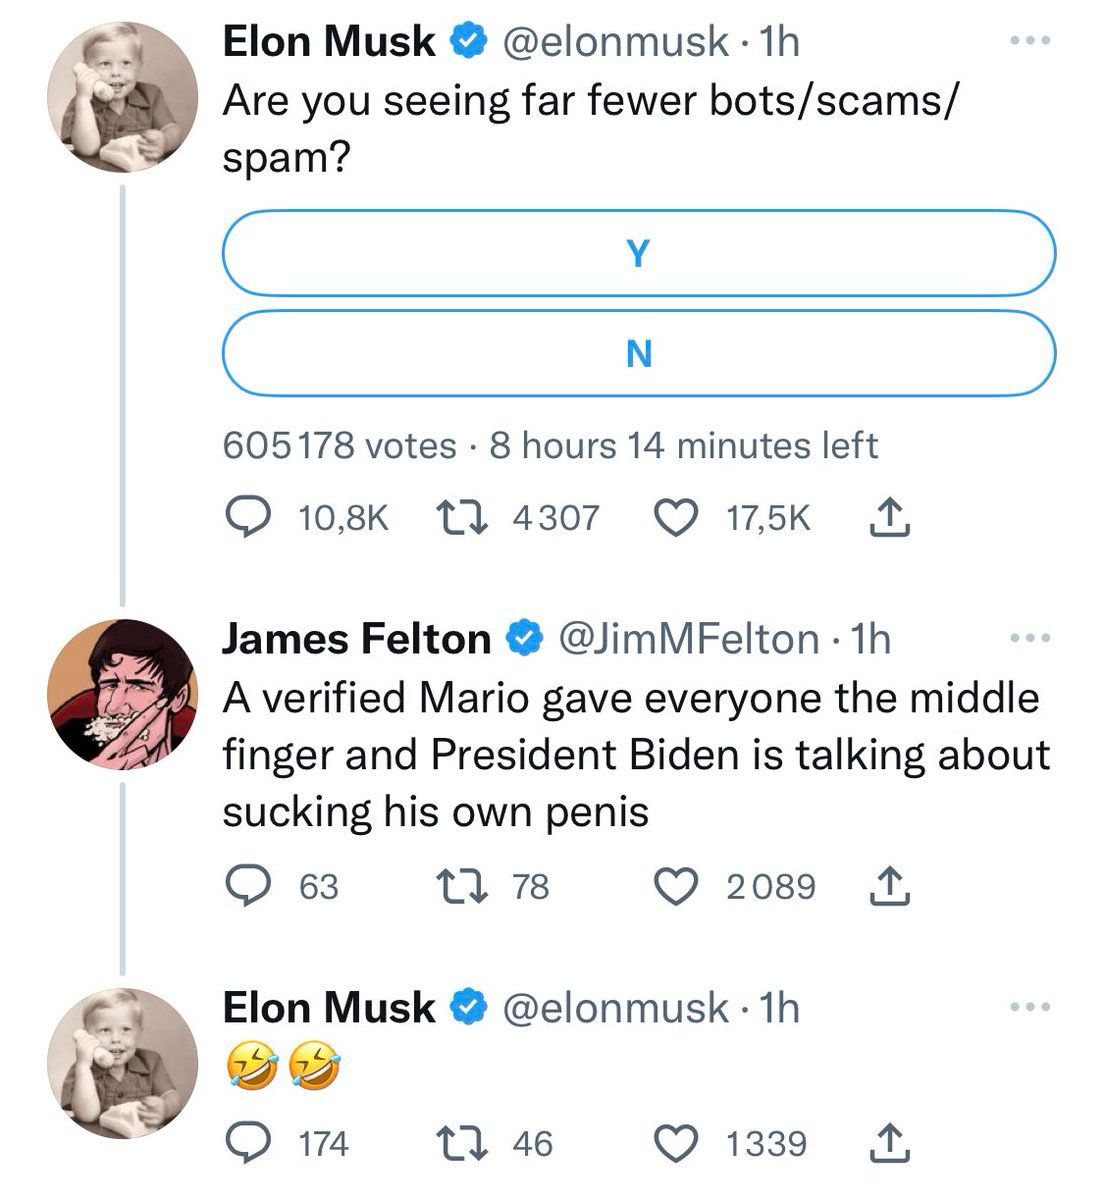 Elon Musk @elonmusk · 1h
Are you seeing far fewer bots/scams/
spam?
Y
N
605 178 votes · 8 hours 14 minutes left
10,8K 4 307 17,5K
James Felton @JimMFelton · 1h
A verified Mario gave everyone the middle
finger and President Biden is talking about
sucking his own penis
63 78 2 089
Elon Musk @elonmusk · 1h
🤣🤣
174 46 1 339